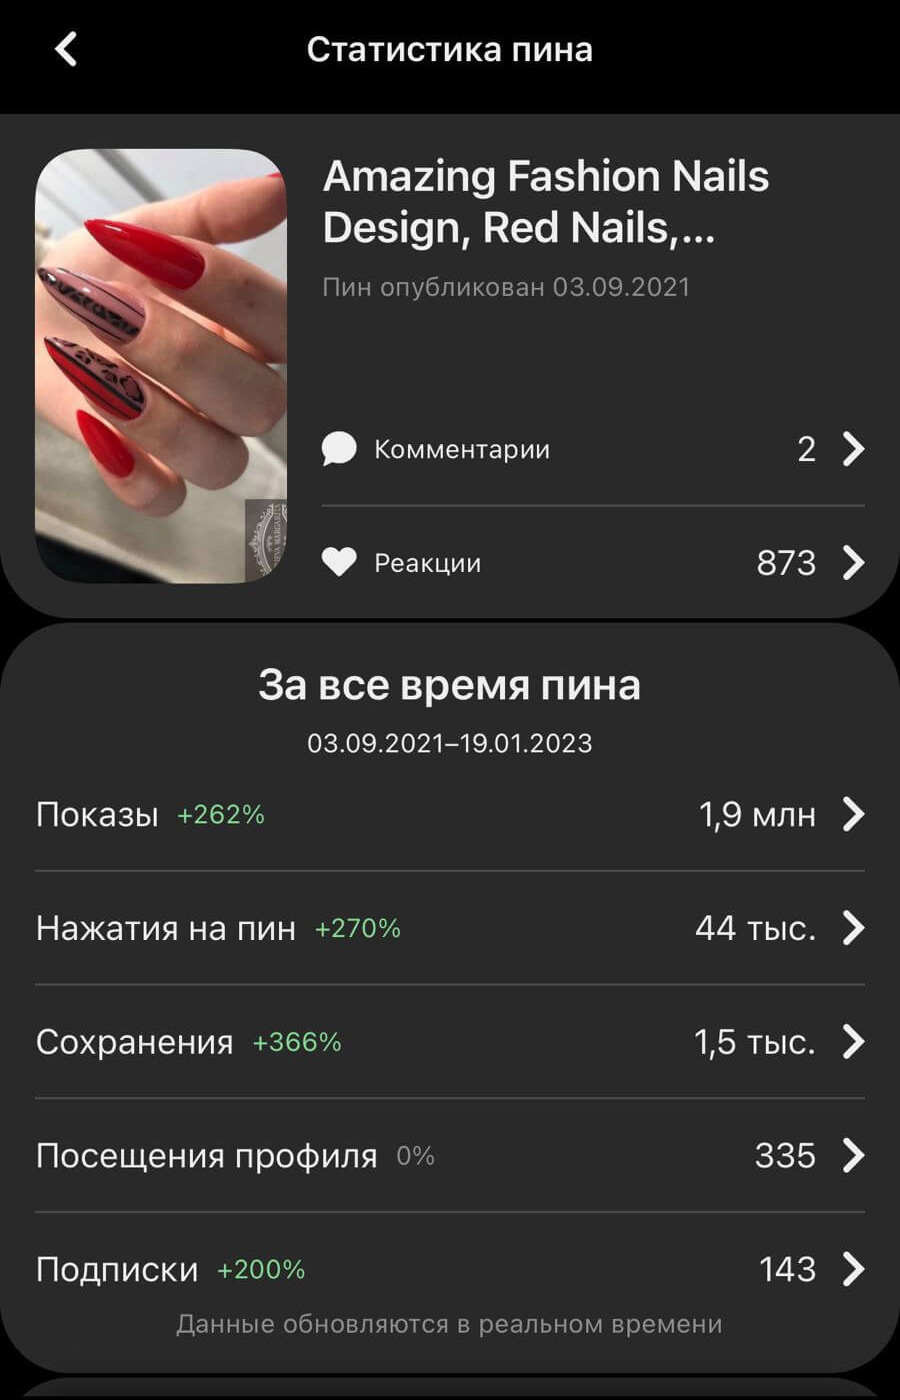 Статистика пина
Amazing Fashion Nails
Design, Red Nails,...
Пин опубликован 03.09.2021
Комментарии 2
Реакции 873
За все время пина
03.09.2021–19.01.2023
Показы +262% 1,9 млн
Нажатия на пин +270% 44 тыс.
Сохранения +366% 1,5 тыс.
Посещения профиля 0% 335
Подписки +200% 143
Данные обновляются в реальном времени